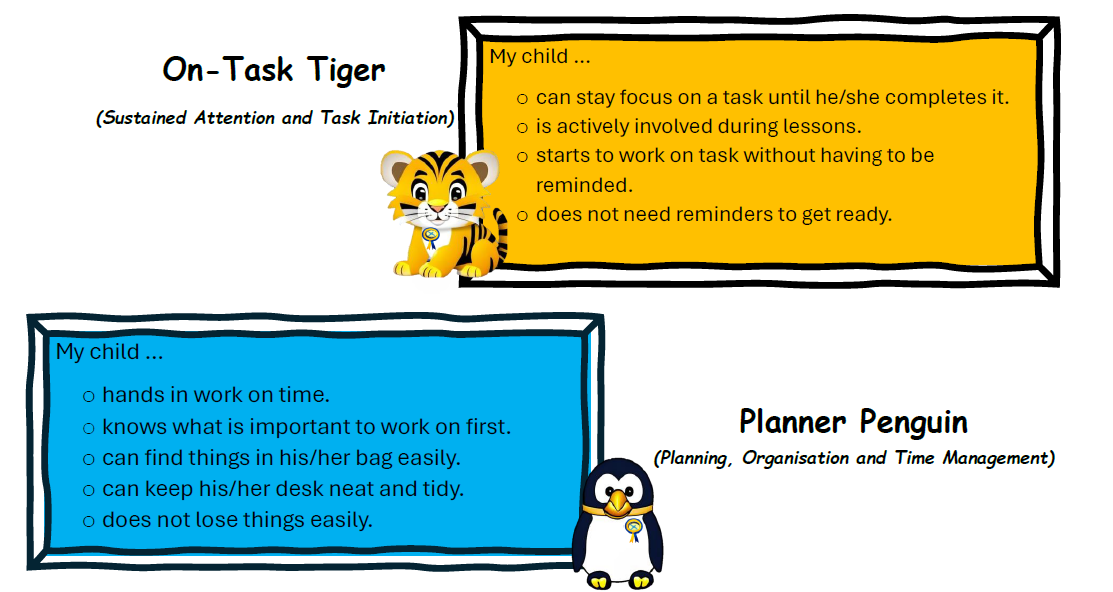 On-Task Tiger
(Sustained Attention and Task Initiation)
My child ...
○ can stay focus on a task until he/she completes it.
○ is actively involved during lessons.
○ starts to work on task without having to be
reminded.
○ does not need reminders to get ready.
My child ...
○ hands in work on time.
○ knows what is important to work on first.
○ can find things in his/her bag easily.
○ can keep his/her desk neat and tidy.
○ does not lose things easily.
Planner Penguin
(Planning, Organisation and Time Management)